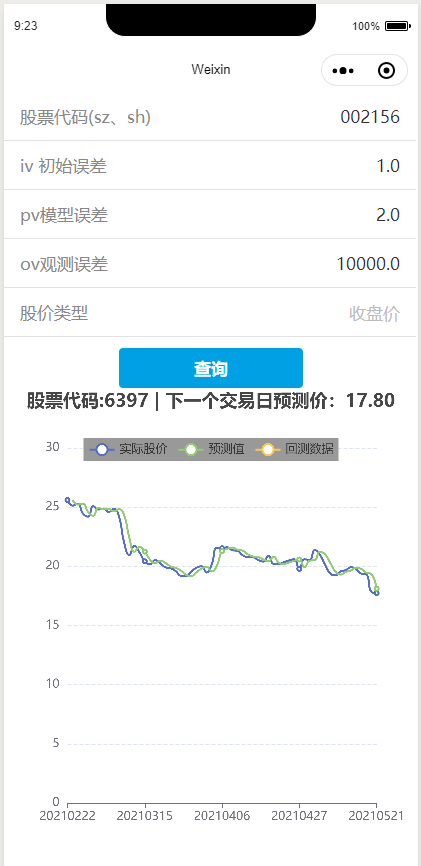 9:23 100%
Weixin
股票代码(sz、sh) 002156
iv 初始误差 1.0
pv模型误差 2.0
ov观测误差 10000.0
股价类型 收盘价
查询
股票代码:6397 | 下一个交易日预测价：17.80
实际股价 预测值 回测数据
30
25
20
15
10
5
0
20210222 20210315 20210406 20210427 20210521